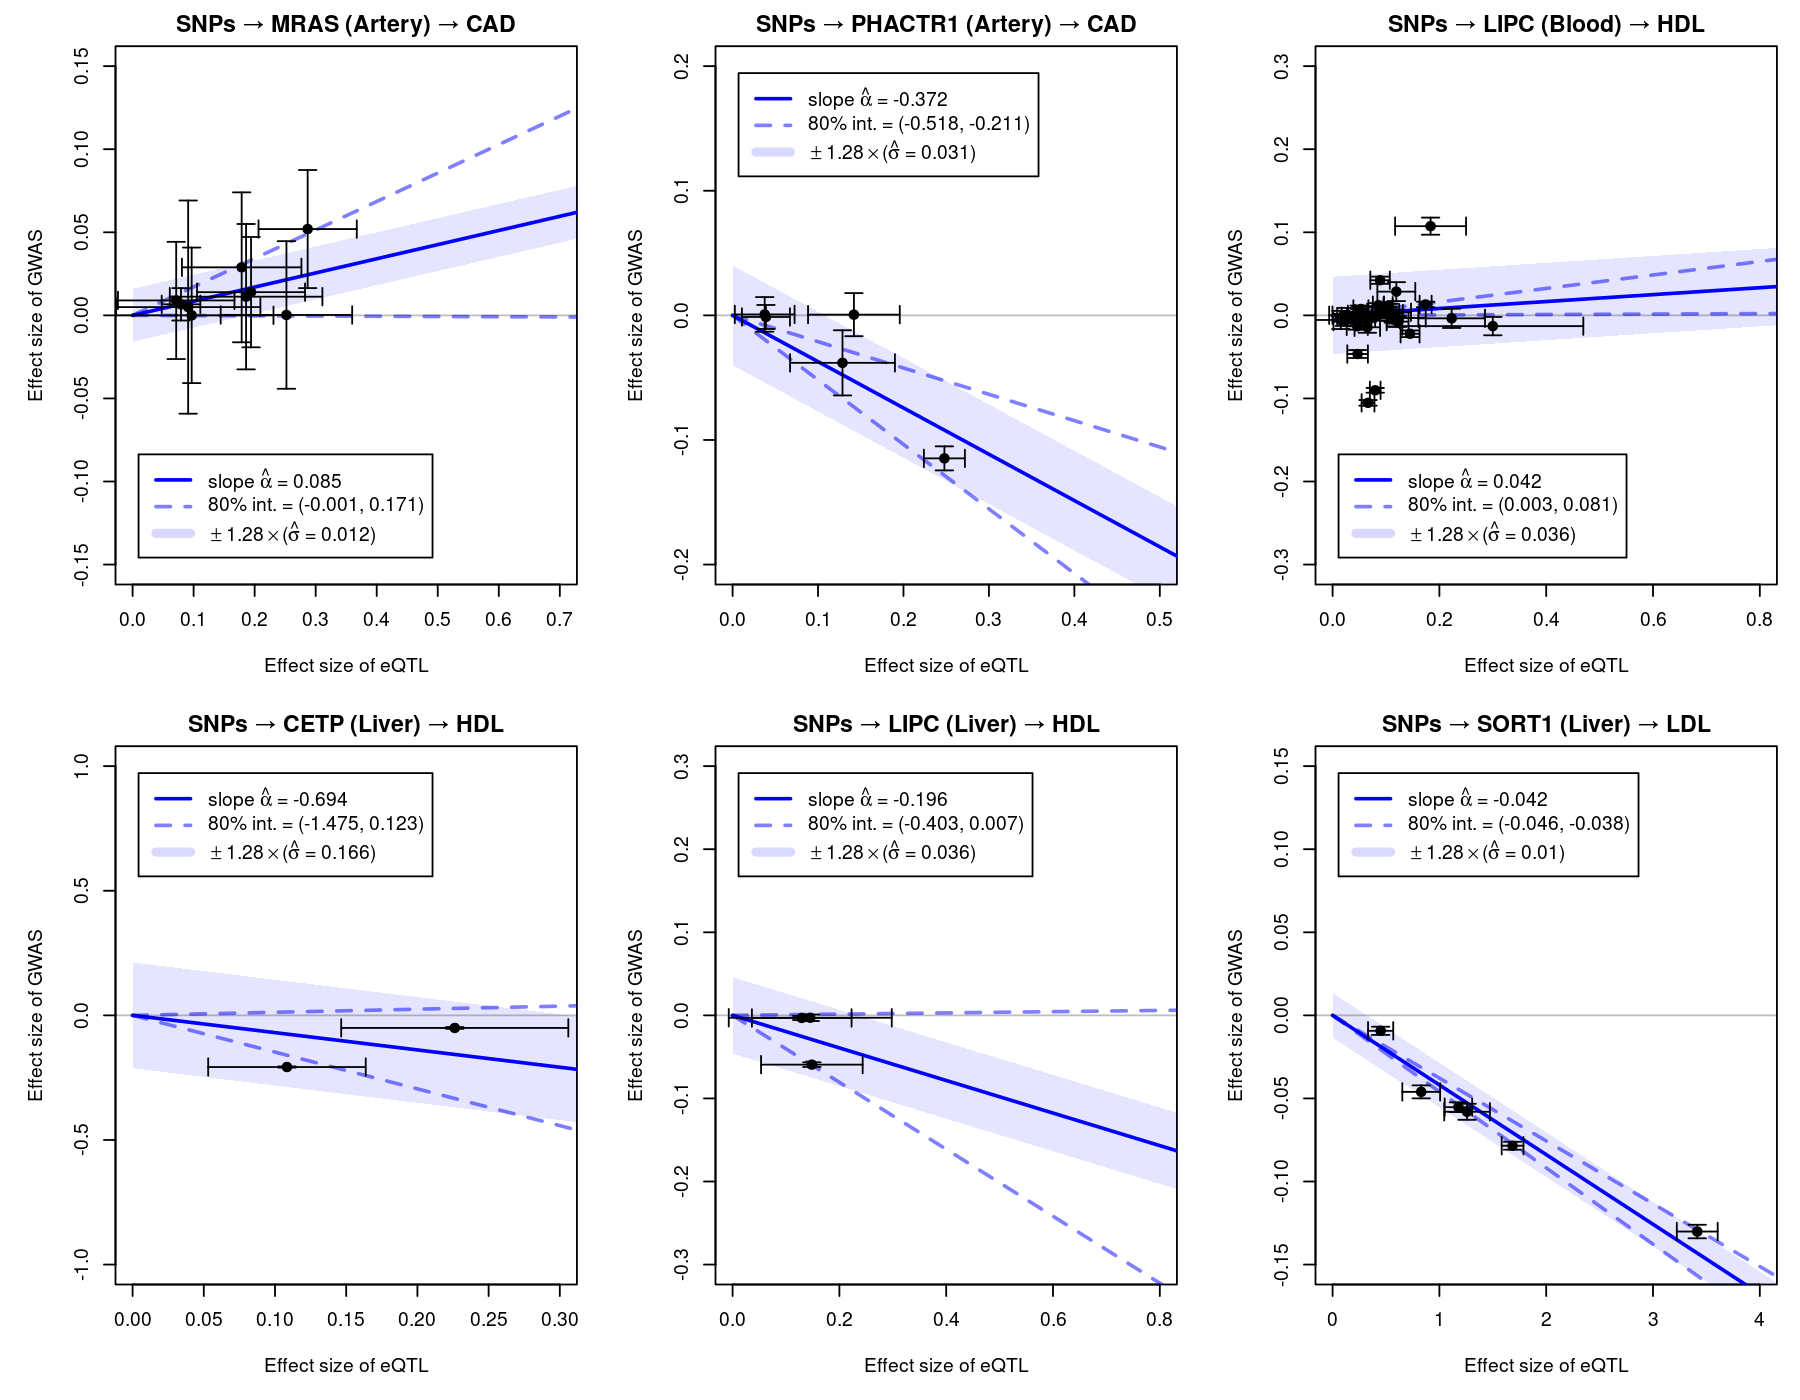 SNPs → MRAS (Artery) → CAD
Effect size of GWAS
0.15
0.10
0.05
0.00
-0.05
-0.10
-0.15
slope α̂ = 0.085
80% int. = (-0.001, 0.171)
± 1.28 × (σ̂ = 0.012)
0.0 0.1 0.2 0.3 0.4 0.5 0.6 0.7
Effect size of eQTL
SNPs → PHACTR1 (Artery) → CAD
Effect size of GWAS
0.2
0.1
0.0
-0.1
-0.2
slope α̂ = -0.372
80% int. = (-0.518, -0.211)
± 1.28 × (σ̂ = 0.031)
0.0 0.1 0.2 0.3 0.4 0.5
Effect size of eQTL
SNPs → LIPC (Blood) → HDL
Effect size of GWAS
0.3
0.2
0.1
0.0
-0.1
-0.2
-0.3
slope α̂ = 0.042
80% int. = (0.003, 0.081)
± 1.28 × (σ̂ = 0.036)
0.0 0.2 0.4 0.6 0.8
Effect size of eQTL
SNPs → CETP (Liver) → HDL
Effect size of GWAS
1.0
0.5
0.0
-0.5
-1.0
slope α̂ = -0.694
80% int. = (-1.475, 0.123)
± 1.28 × (σ̂ = 0.166)
0.00 0.05 0.10 0.15 0.20 0.25 0.30
Effect size of eQTL
SNPs → LIPC (Liver) → HDL
Effect size of GWAS
0.3
0.2
0.1
0.0
-0.1
-0.2
-0.3
slope α̂ = -0.196
80% int. = (-0.403, 0.007)
± 1.28 × (σ̂ = 0.036)
0.0 0.2 0.4 0.6 0.8
Effect size of eQTL
SNPs → SORT1 (Liver) → LDL
Effect size of GWAS
0.15
0.10
0.05
0.00
-0.05
-0.10
-0.15
slope α̂ = -0.042
80% int. = (-0.046, -0.038)
± 1.28 × (σ̂ = 0.01)
0 1 2 3 4
Effect size of eQTL